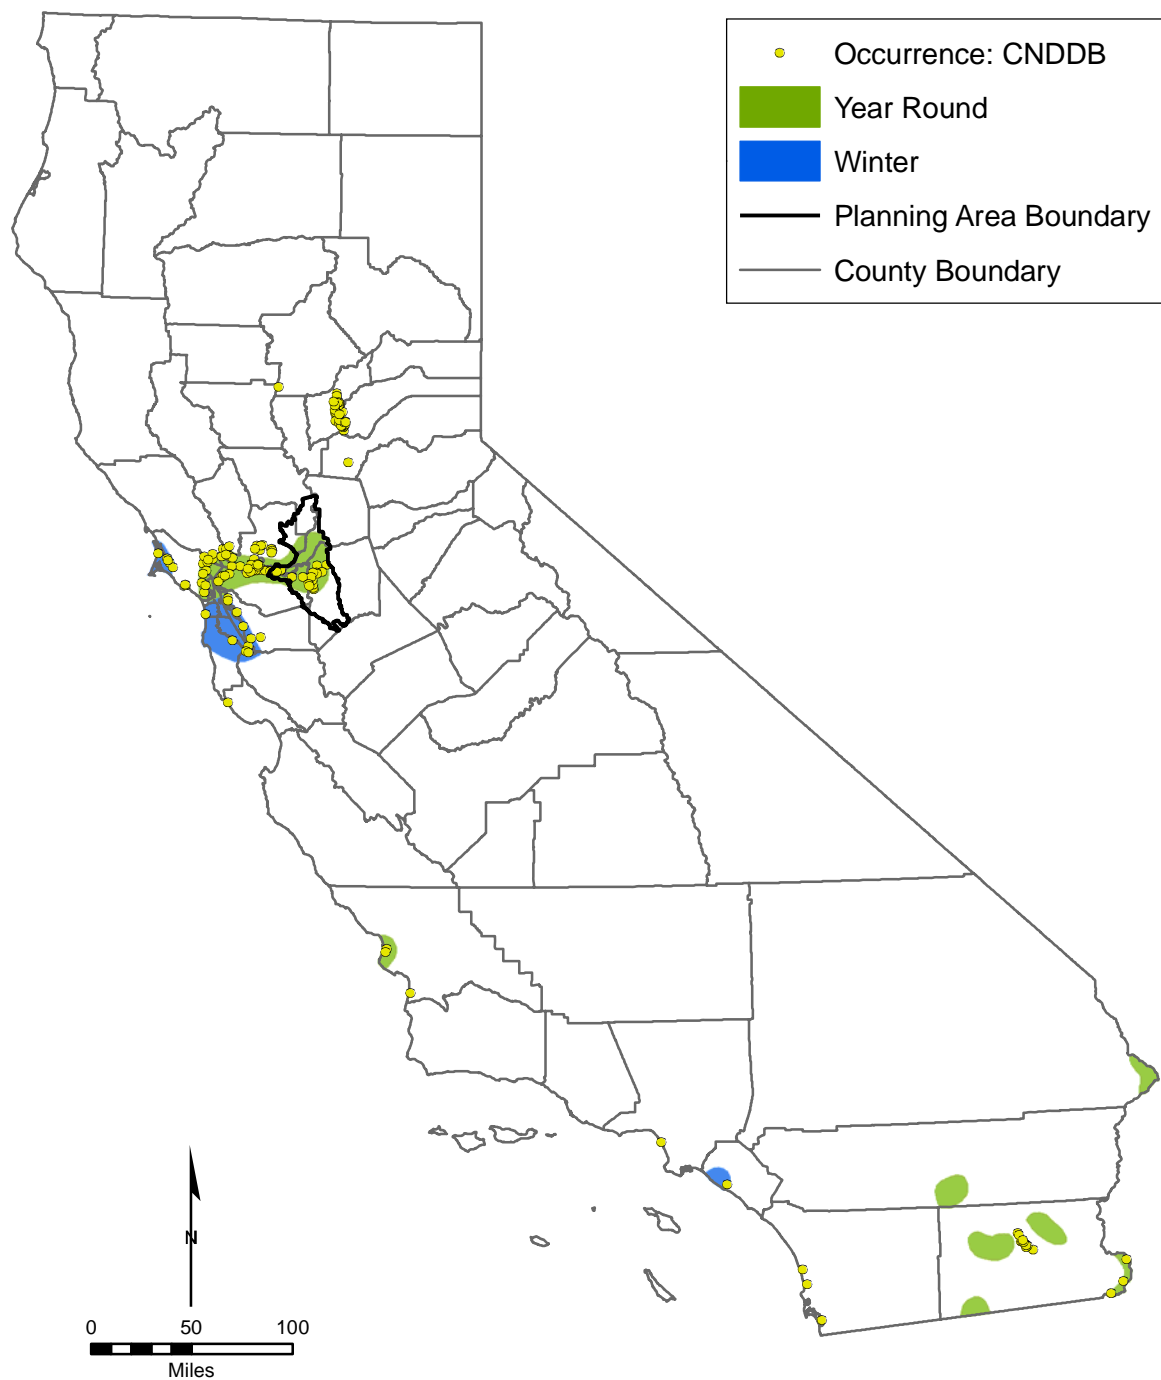 Occurrence: CNDDB
Year Round
Winter
Planning Area Boundary
County Boundary
N
0 50 100
Miles